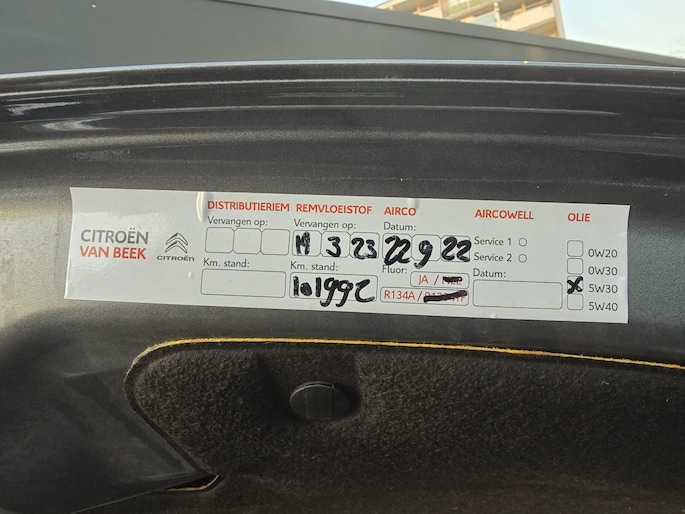 DISTRIBUTIERIEM REMVLOEISTOF AIRCO AIRCOWELL OLIE
Vervangen op: Vervangen op: Datum:
CITROËN 3 23 22 9 22 Service 1 0W20
VAN BEEK CITROËN Service 2 0W30
Km. stand: Km. stand: Fluor: JA / Datum: X 5W30
101992 R134A / 5W40